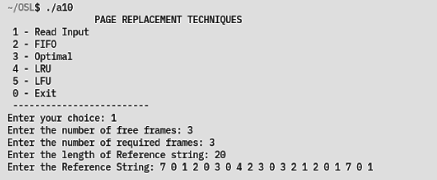 ~/OSL$ ./a10
PAGE REPLACEMENT TECHNIQUES
1 - Read Input
2 - FIFO
3 - Optimal
4 - LRU
5 - LFU
0 - Exit
-------------------------
Enter your choice: 1
Enter the number of free frames: 3
Enter the number of required frames: 3
Enter the length of Reference string: 20
Enter the Reference String: 7 0 1 2 0 3 0 4 2 3 0 3 2 1 2 0 1 7 0 1